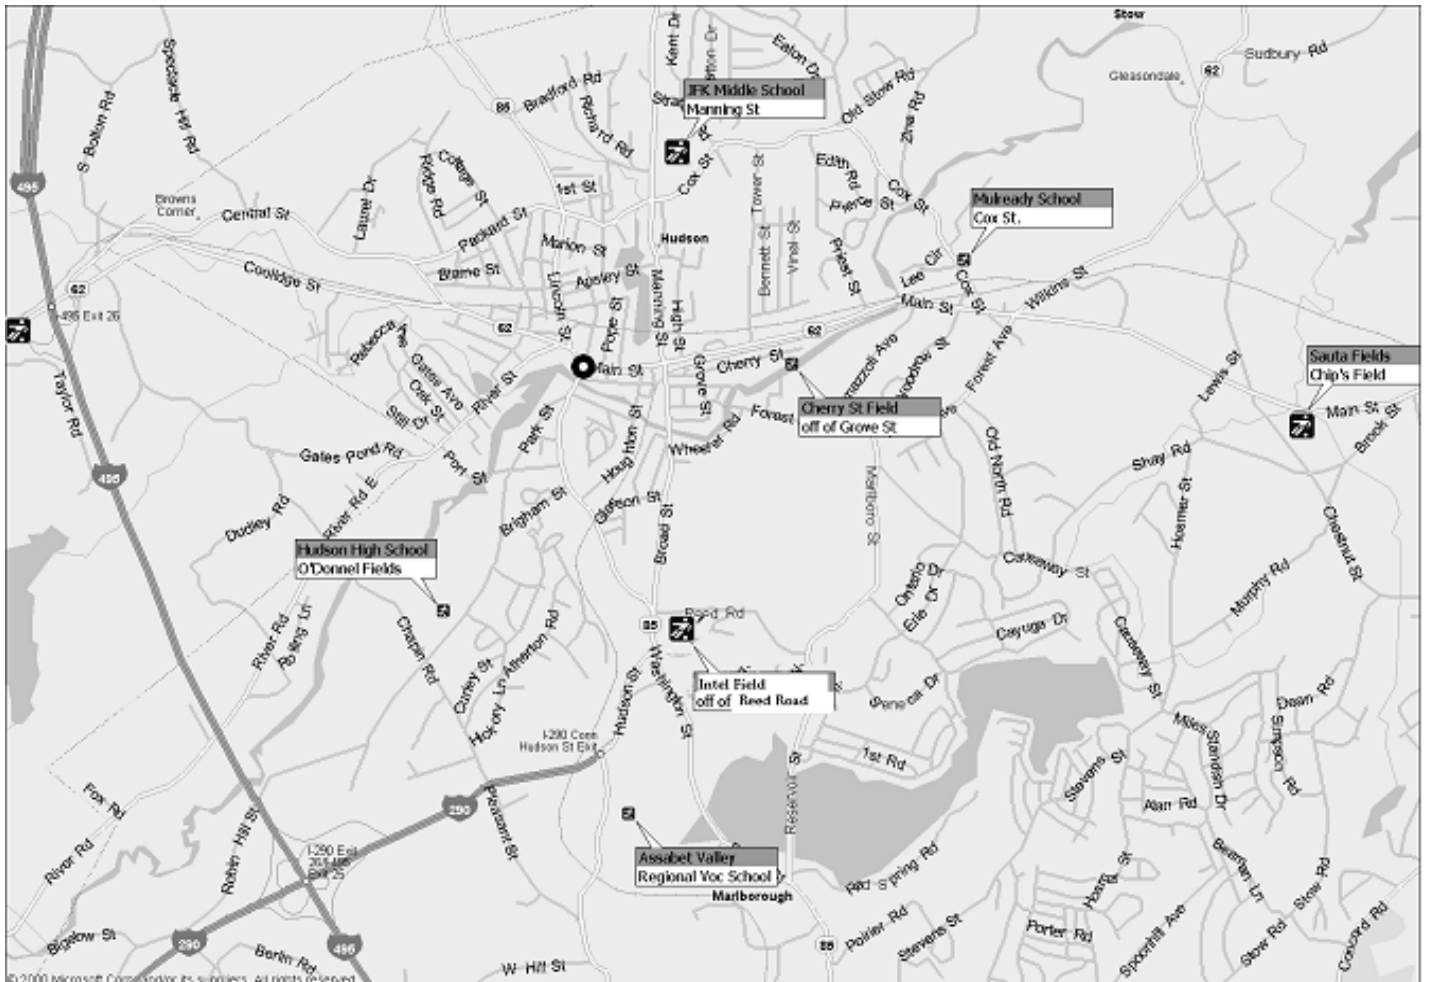 Stow
Kent Dr
Eaton Dr
Sudbury Rd
62
Gleasondale
Spectacle Hill Rd
S Bolton Rd
85
Bradford Rd
Richard Rd
JFK Middle School
Manning St
Old Stow Rd
Zina Rd
495
Browns
Corner
Central St
Laurel Dr
Ridge Rd
College St
Packard St
1st St
Cox St
Tower St
Edith Rd
Pierce St
Cox St
Mulready School
Cox St.
Hudson
Marion St
Apsley St
Brome St
Coolidge St
62
495 Exit 26
Lincoln St
Pope St
Manning St
High St
Bennett St
Vinel St
Priest St
Lee Cir
Main St
Cox St
Wilkins St
62
62
Rebecca
Gates Ave
Oak St
Still Dr
River St
Main St
Grove St
Cherry St
Woodrow St
Forest Ave
Lewis St
Sauta Fields
Chip's Field
Main St
Brook St
Taylor Rd
Park St
Houghton St
Wheeler Rd
Forest
Cherry St Field
off of Grove St
Gates Pond Rd
Port St
495
Old North Rd
Shay Rd
Hosmer St
Marlboro St
Chestnut St
Dudley Rd
River Rd E
Brigham St
Gleason St
Broad St
Hudson High School
O'Donnel Fields
Causeway St
Ontario Dr
Erie Dr
Cayuga Dr
Murphy Rd
River Rd
Chapin Rd
Atherton Rd
85
Reed Rd
Causeway St
Curley St
Hickory Ln
Hudson St
Washington St
Intel Field
off of Reed Road
Seneca Dr
Dean Rd
Miles Standish Dr
Simpson Rd
I-290 Conn
Hudson St Exit
1st Rd
Stevens St
Alan Rd
Fox Rd
290
Pleasant St
Reservoir St
River Rd
Robin Hill St
I-290 Exit
26/I-495
Exit 25
Assabet Valley
Regional Voc School
Marlborough
Red Spring Rd
Hosmer St
Beeman Ln
Stow Rd
Bigelow St
290
Berlin Rd
495
W Hill St
85
Poirier Rd
Stevens St
Porter Rd
Spoonhill Ave
Stow Rd
Concord Rd
© 2000 Microsoft Corp and/or its suppliers. All rights reserved.